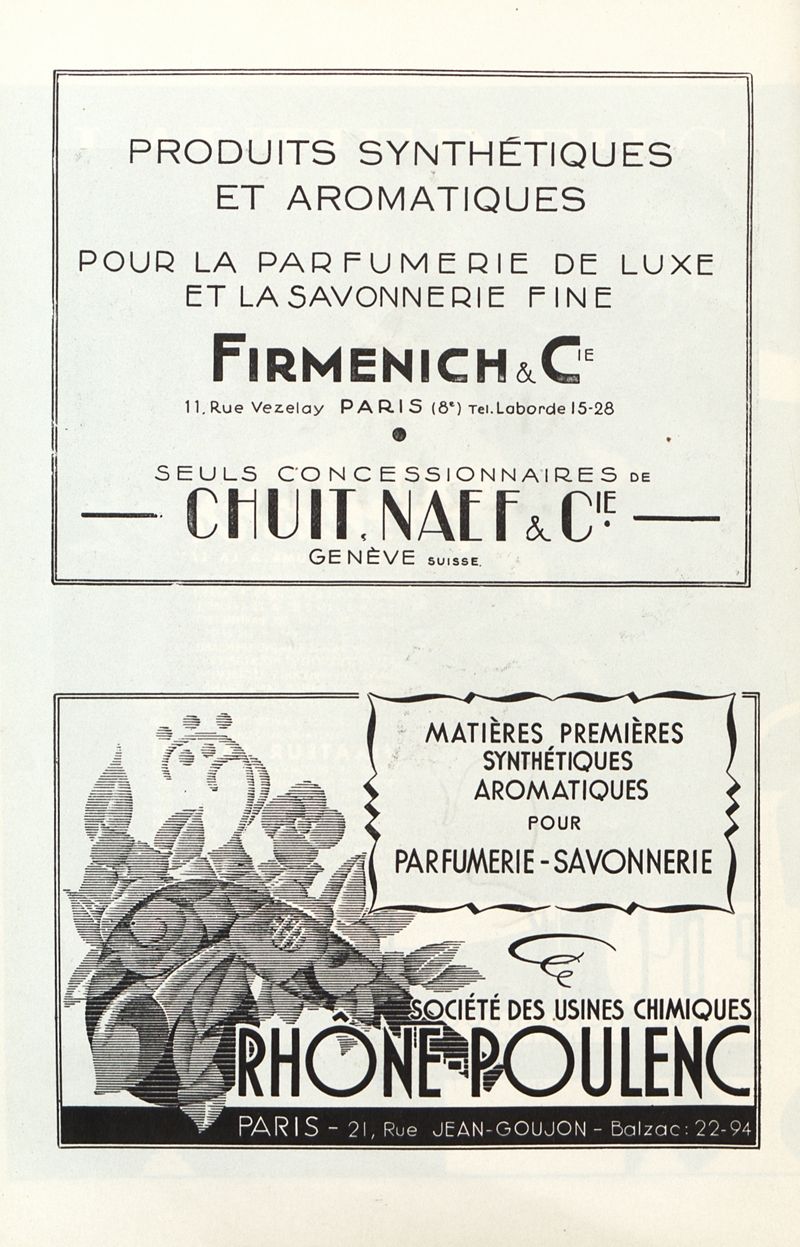 PRODUITS SYNTHÉTIQUES
ET AROMATIQUES
POUR LA PARFUMERIE DE LUXE
ET LA SAVONNERIE FINE
FIRMENICH & CIE
11, Rue Vezelay PARIS (8e) Tel. Laborde 15-28
SEULS CONCESSIONNAIRES DE
CHUIT, NAEF & CIE.
GENÈVE SUISSE.
MATIÈRES PREMIÈRES
SYNTHÉTIQUES
AROMATIQUES
POUR
PARFUMERIE - SAVONNERIE
SOCIÉTÉ DES USINES CHIMIQUES
RHÔNE-POULENC
PARIS - 21, Rue JEAN-GOUJON - Balzac: 22-94